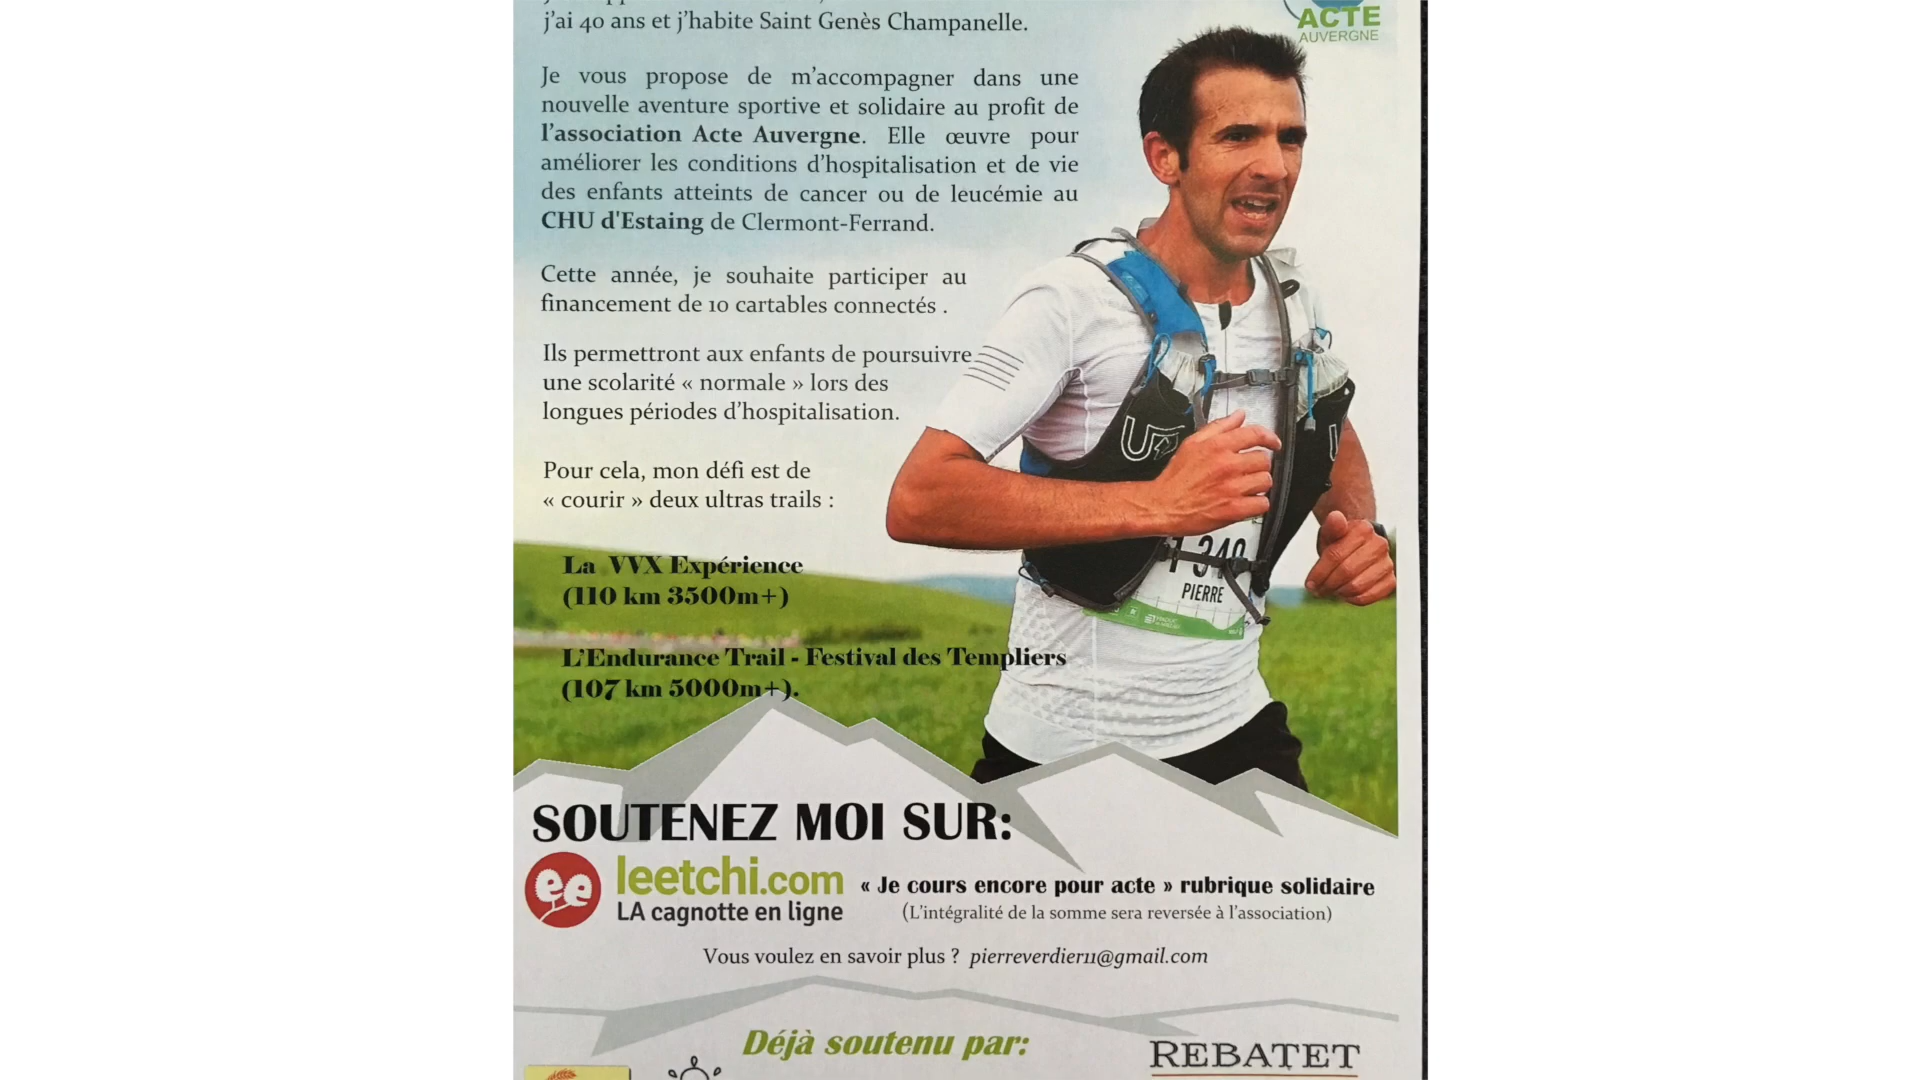 j'ai 40 ans et j'habite Saint Genès Champanelle.
ACTE
AUVERGNE
Je vous propose de m'accompagner dans une
nouvelle aventure sportive et solidaire au profit de
l'association Acte Auvergne. Elle œuvre pour
améliorer les conditions d'hospitalisation et de vie
des enfants atteints de cancer ou de leucémie au
CHU d'Estaing de Clermont-Ferrand.
Cette année, je souhaite participer au
financement de 10 cartables connectés .
Ils permettront aux enfants de poursuivre
une scolarité « normale » lors des
longues périodes d'hospitalisation.
Pour cela, mon défi est de
« courir » deux ultras trails :
La VVX Expérience
(110 km 3500m+)
L'Endurance Trail - Festival des Templiers
(107 km 5000m+).
PIERRE
SOUTENEZ MOI SUR:
leetchi.com
LA cagnotte en ligne
« Je cours encore pour acte » rubrique solidaire
(L'intégralité de la somme sera reversée à l'association)
Vous voulez en savoir plus ? pierreverdier11@gmail.com
Déjà soutenu par:
REBATET